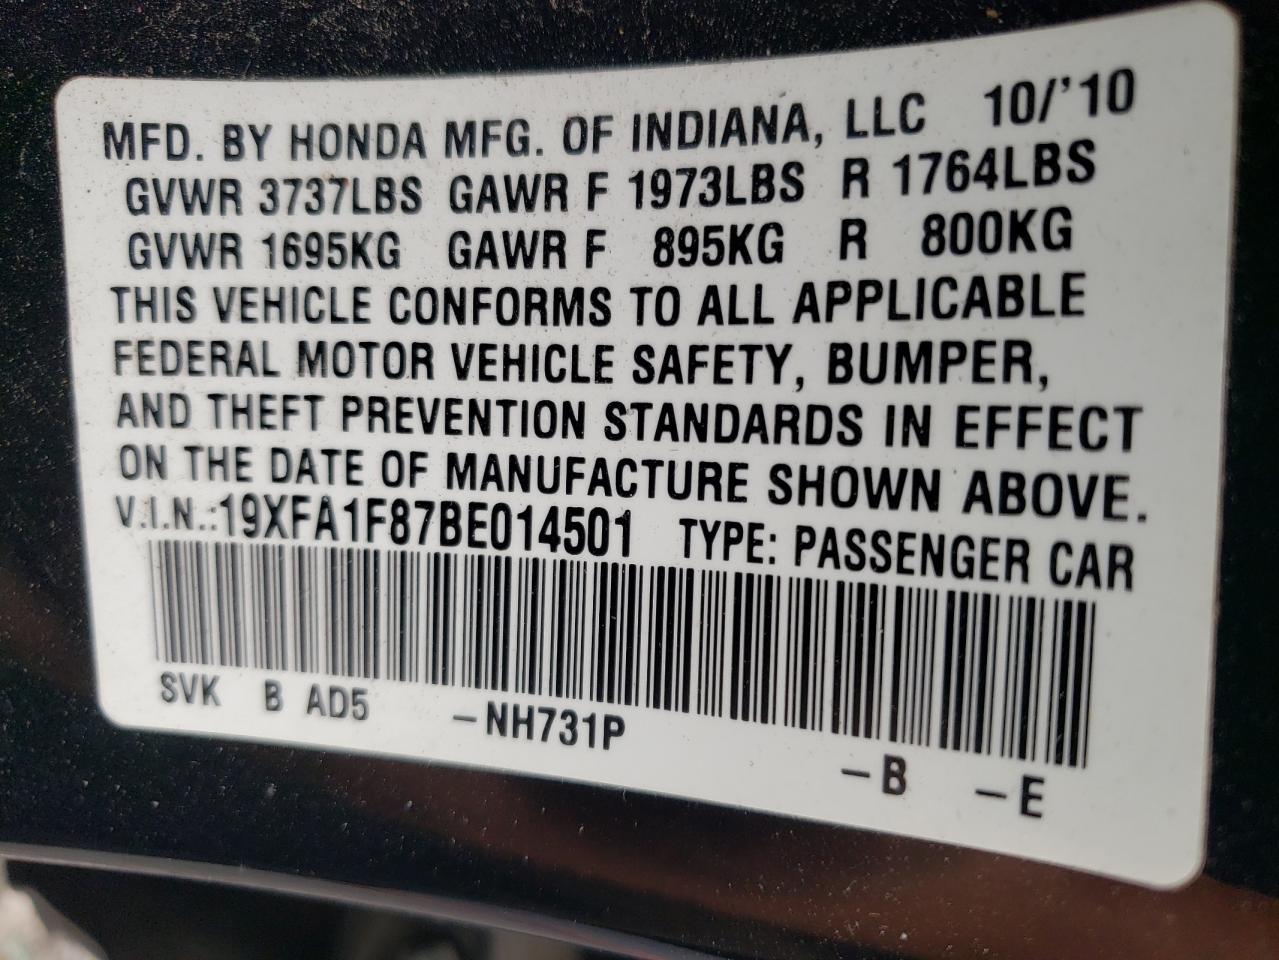 MFD. BY HONDA MFG. OF INDIANA, LLC 10/'10
GVWR 3737LBS GAWR F 1973LBS R 1764LBS
GVWR 1695KG GAWR F 895KG R 800KG
THIS VEHICLE CONFORMS TO ALL APPLICABLE
FEDERAL MOTOR VEHICLE SAFETY, BUMPER,
AND THEFT PREVENTION STANDARDS IN EFFECT
ON THE DATE OF MANUFACTURE SHOWN ABOVE.
V.I.N.:19XFA1F87BE014501 TYPE: PASSENGER CAR
SVK B AD5 -NH731P -B -E